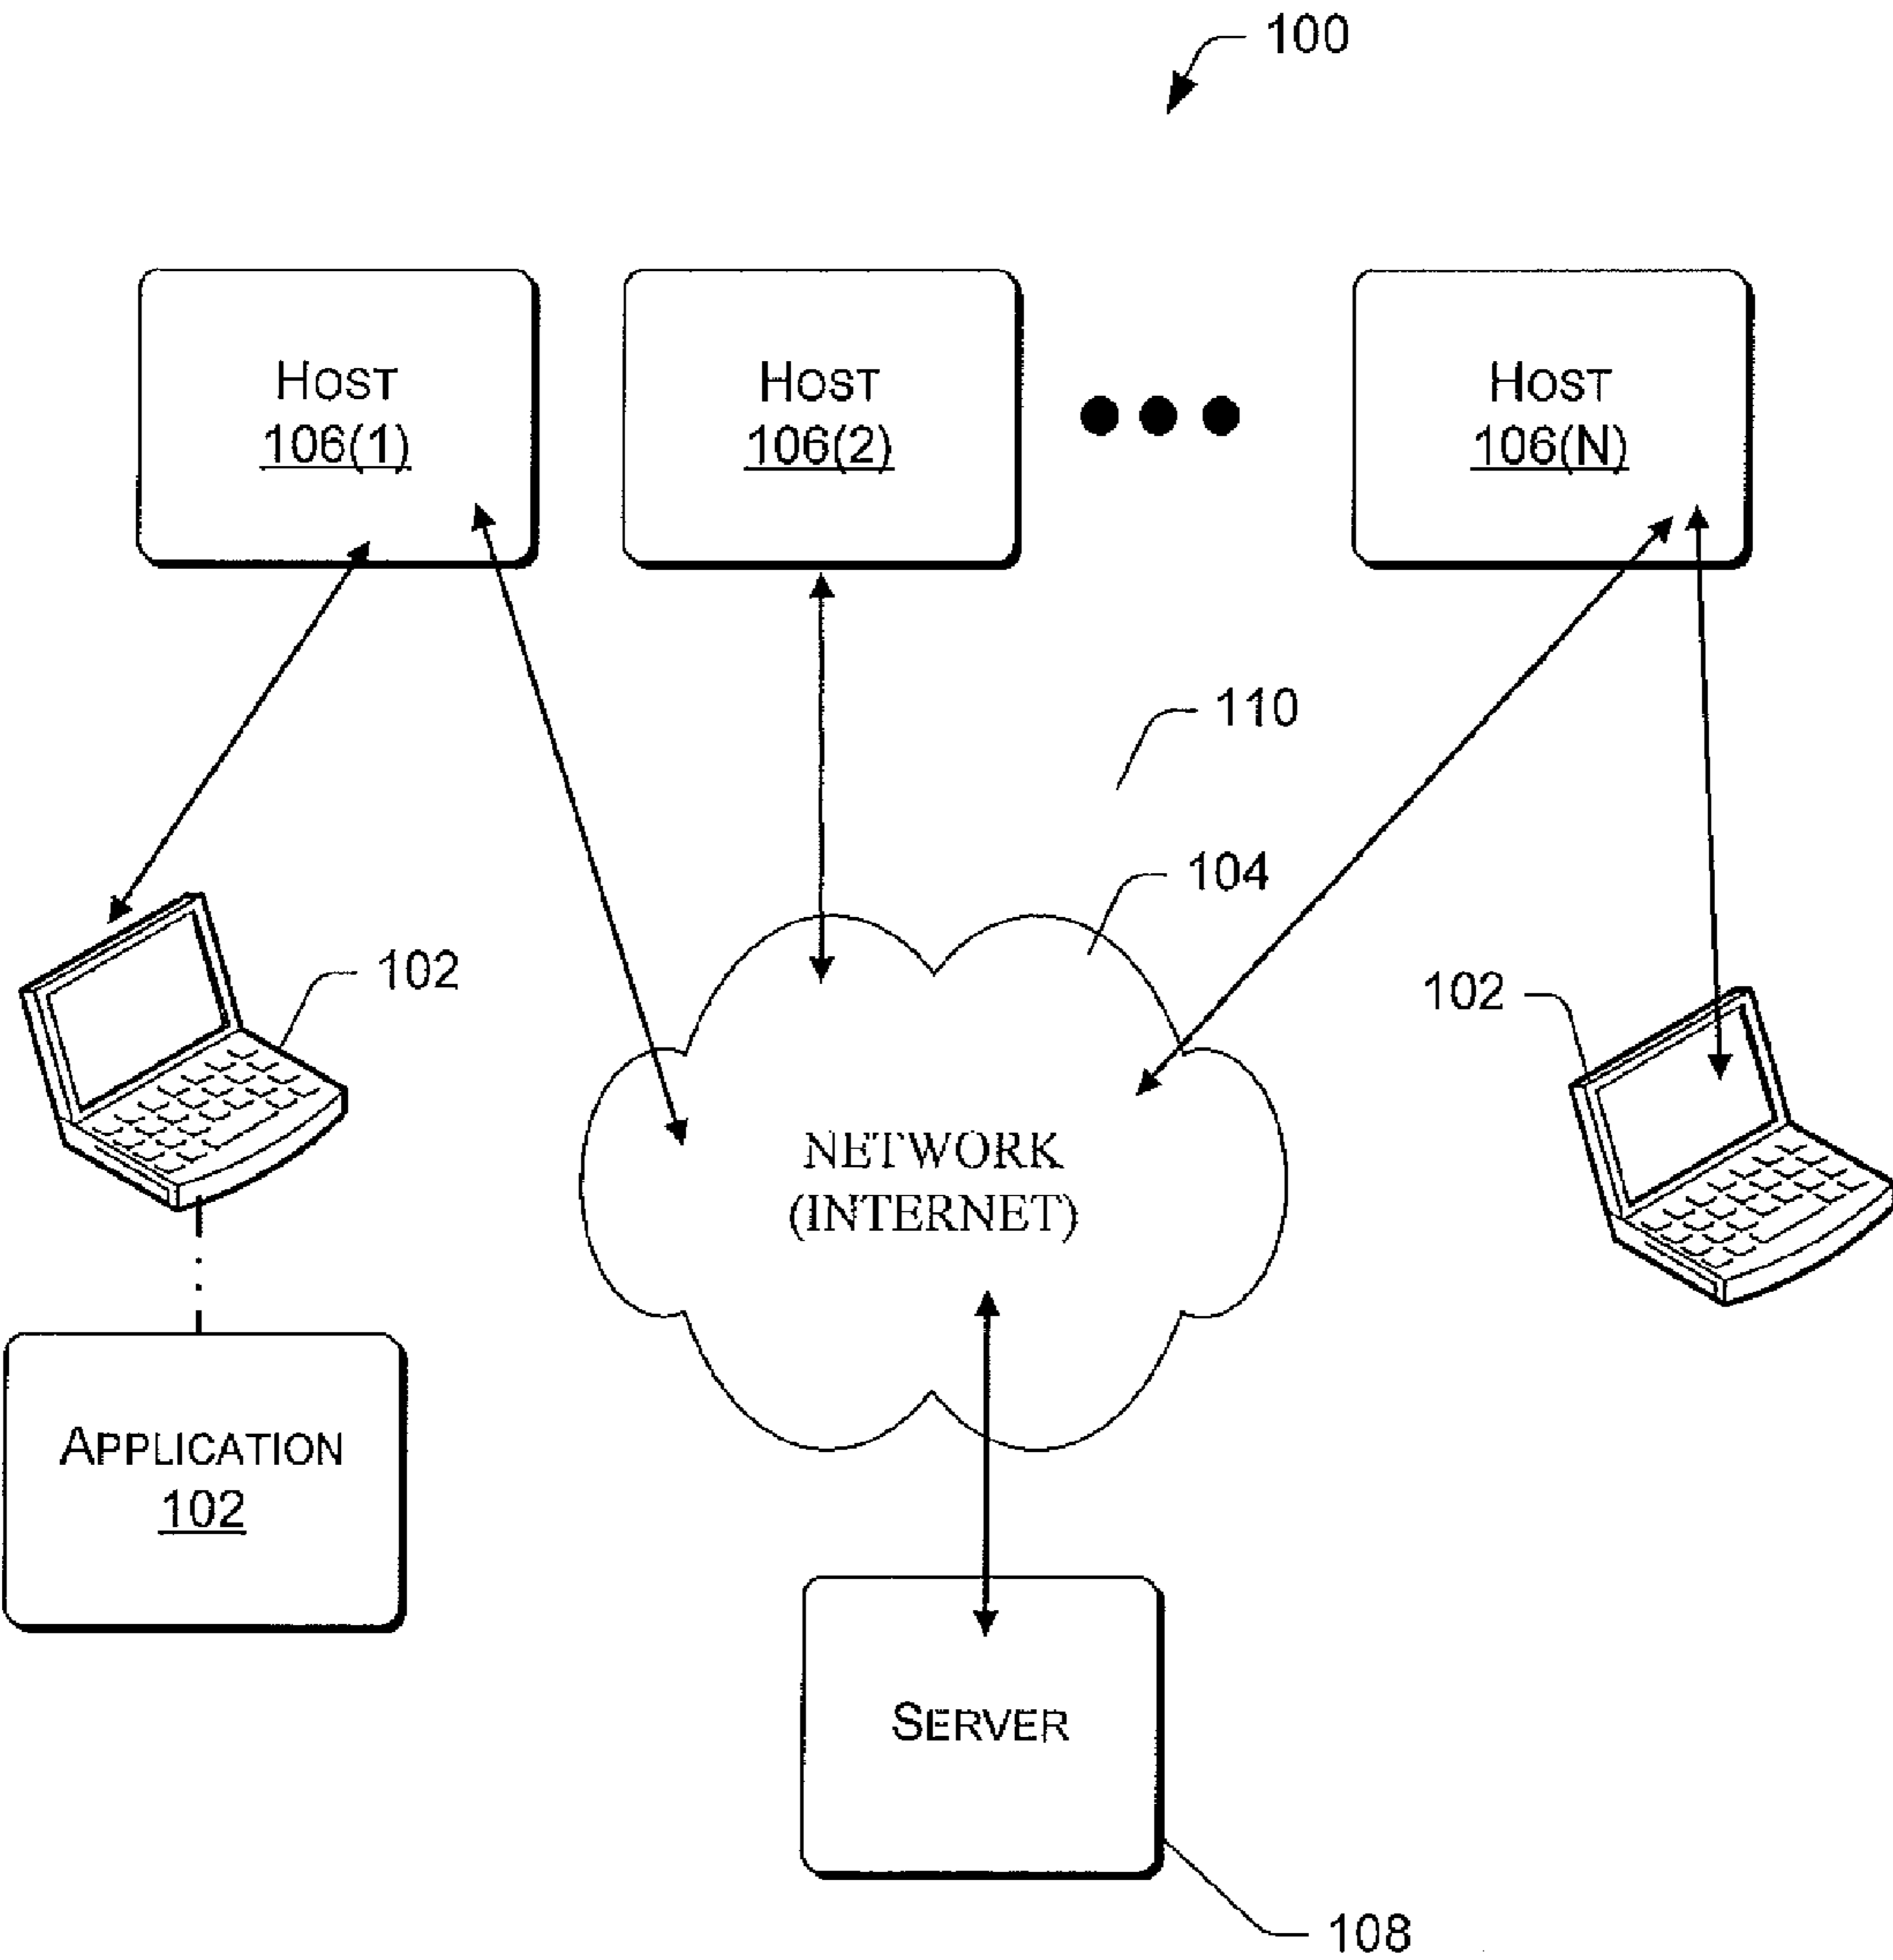 100
HOST
106(1)
HOST
106(2)
HOST
106(N)
110
104
102
102
NETWORK
(INTERNET)
APPLICATION
102
SERVER
108